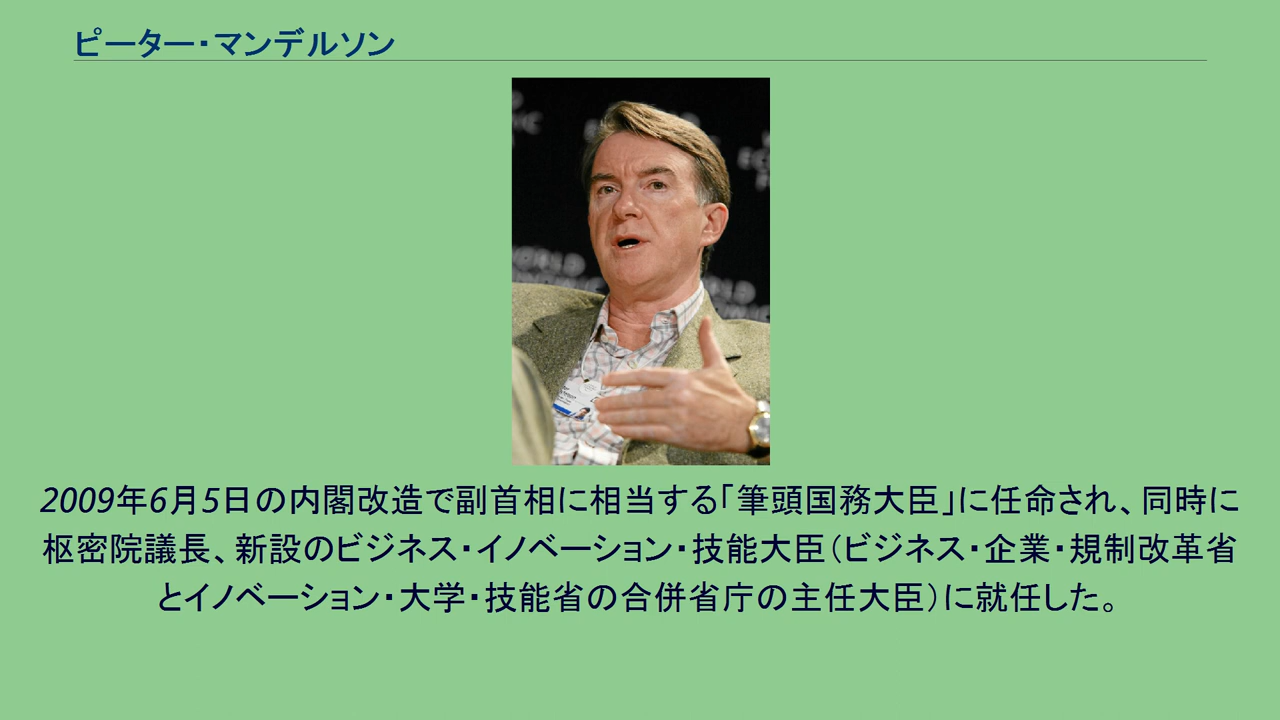 ピーター・マンデルソン
WORLD
2009年6月5日の内閣改造で副首相に相当する「筆頭国務大臣」に任命され、同時に
枢密院議長、新設のビジネス・イノベーション・技能大臣（ビジネス・企業・規制改革省
とイノベーション・大学・技能省の合併省庁の主任大臣）に就任した。